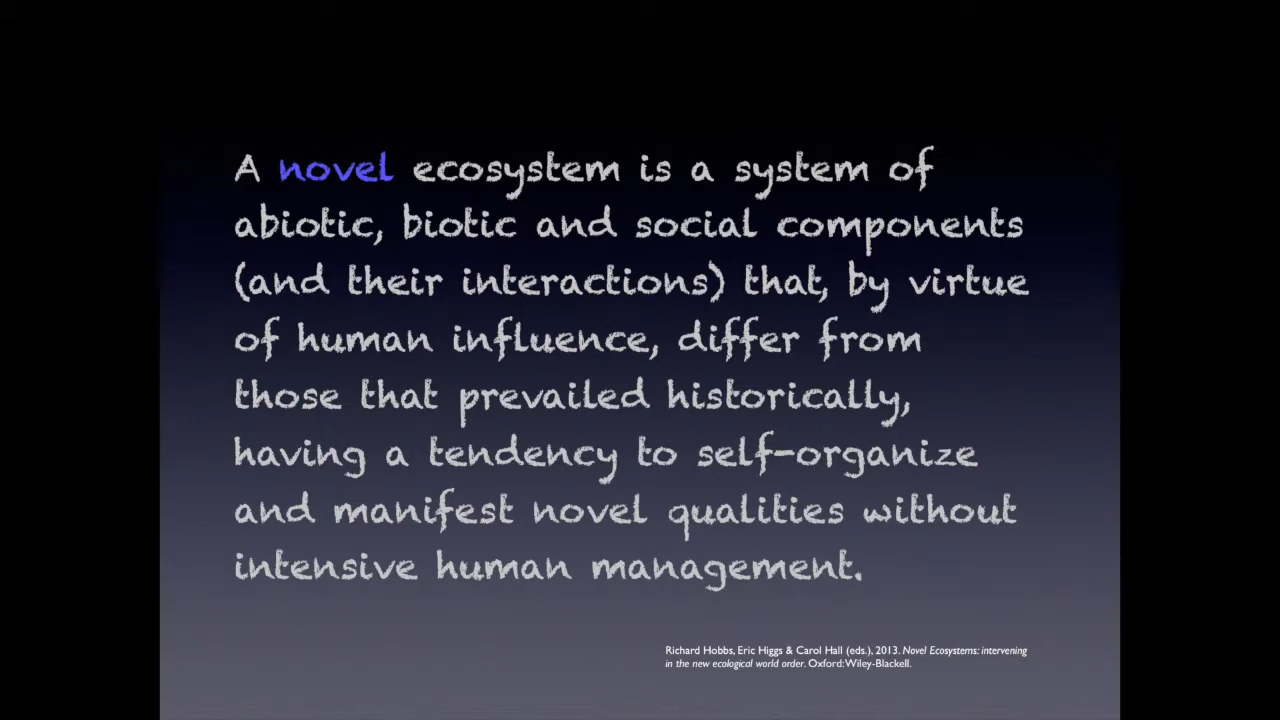 A novel ecosystem is a system of
abiotic, biotic and social components
(and their interactions) that, by virtue
of human influence, differ from
those that prevailed historically,
having a tendency to self-organize
and manifest novel qualities without
intensive human management.
Richard Hobbs, Eric Higgs & Carol Hall (eds.), 2013. Novel Ecosystems: intervening
in the new ecological world order. Oxford: Wiley-Blackell.